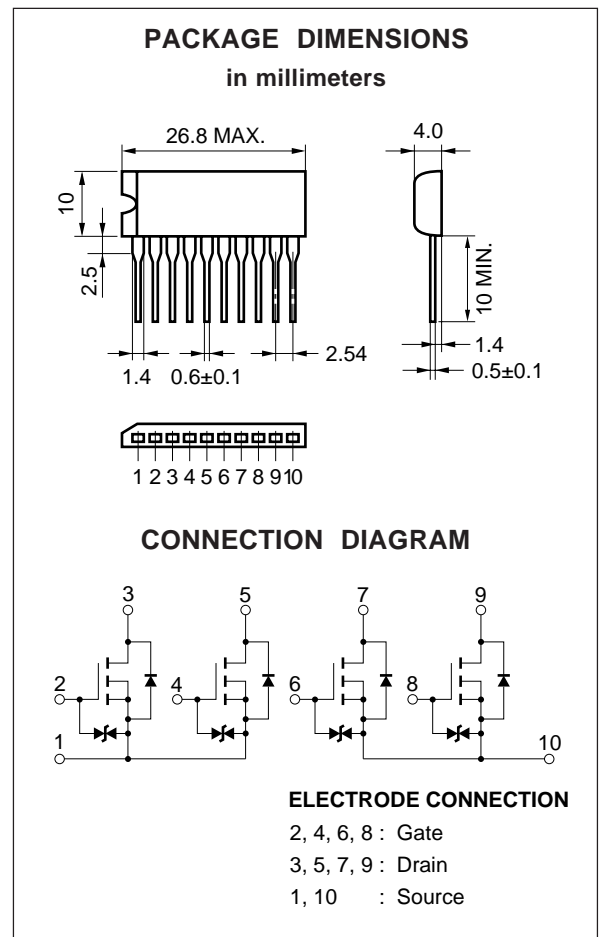 PACKAGE DIMENSIONS
in millimeters
26.8 MAX.
4.0
10
2.5
10 MIN.
2.54
1.4
1.4
0.6±0.1
0.5±0.1
1 2 3 4 5 6 7 8 9 10
CONNECTION DIAGRAM
3 5 7 9
2 4 6 8
1 10
ELECTRODE CONNECTION
2, 4, 6, 8 : Gate
3, 5, 7, 9 : Drain
1, 10 : Source